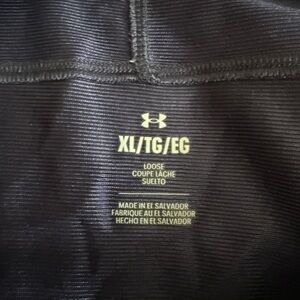 XL/TG/EG
LOOSE
COUPE LÂCHE
SUELTO
MADE IN EL SALVADOR
FABRIQUÉ AU EL SALVADOR
HECHO EN EL SALVADOR